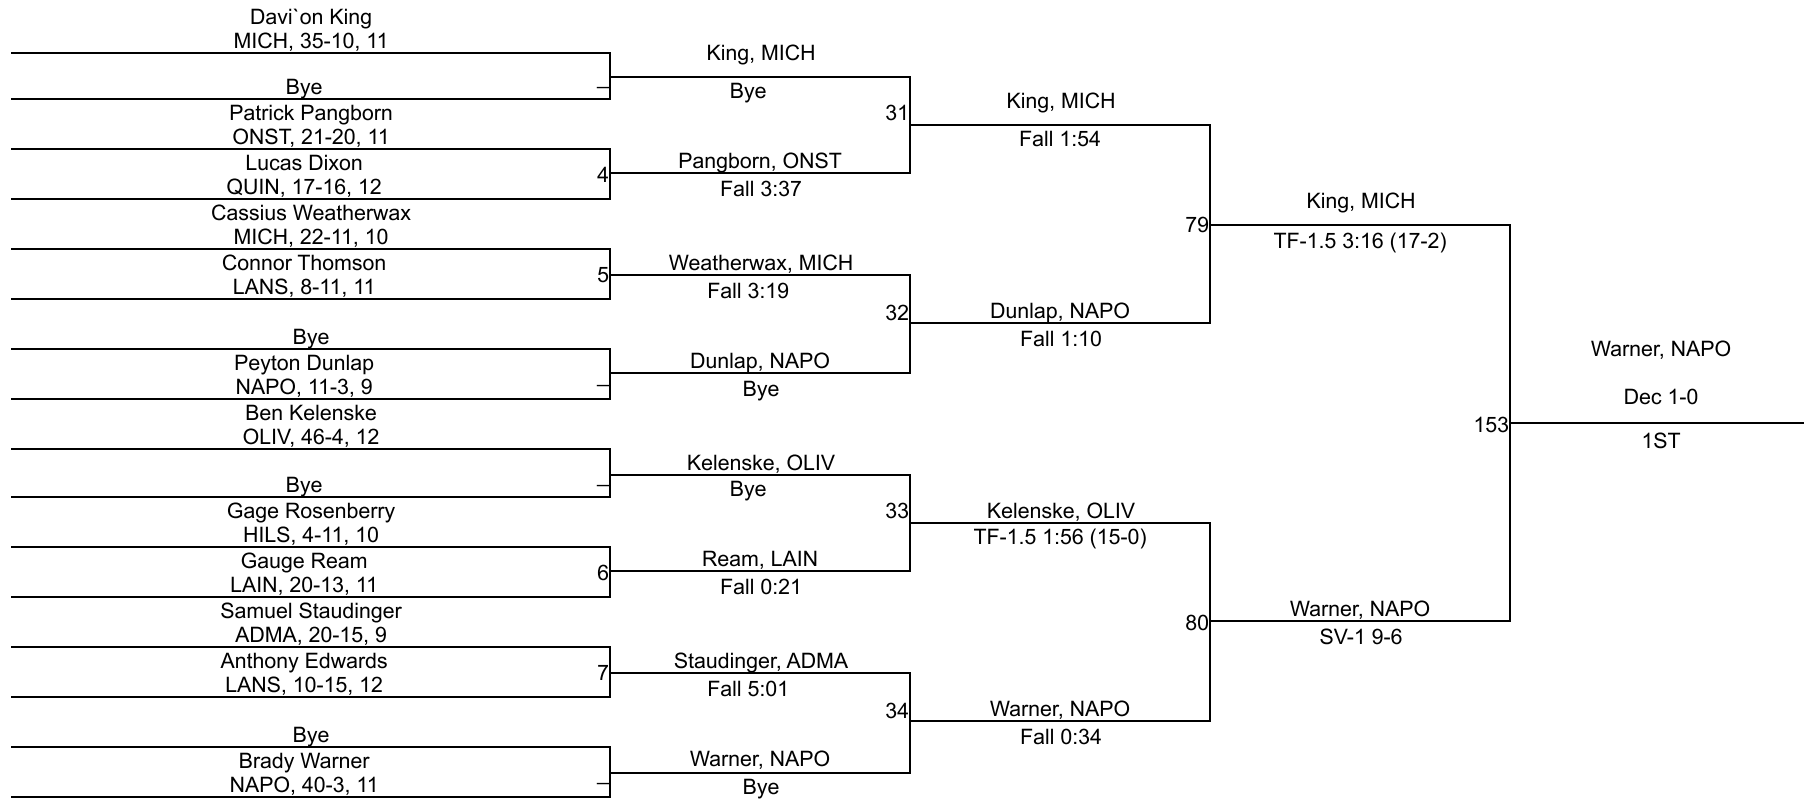 Davi`on King
MICH, 35-10, 11
Bye
Patrick Pangborn
ONST, 21-20, 11
Lucas Dixon
QUIN, 17-16, 12
Cassius Weatherwax
MICH, 22-11, 10
Connor Thomson
LANS, 8-11, 11
Bye
Peyton Dunlap
NAPO, 11-3, 9
Ben Kelenske
OLIV, 46-4, 12
Bye
Gage Rosenberry
HILS, 4-11, 10
Gauge Ream
LAIN, 20-13, 11
Samuel Staudinger
ADMA, 20-15, 9
Anthony Edwards
LANS, 10-15, 12
Bye
Brady Warner
NAPO, 40-3, 11
–
4
5
–
–
6
7
–
King, MICH
Bye
Pangborn, ONST
Fall 3:37
Weatherwax, MICH
Fall 3:19
Dunlap, NAPO
Bye
Kelenske, OLIV
Bye
Ream, LAIN
Fall 0:21
Staudinger, ADMA
Fall 5:01
Warner, NAPO
Bye
31
32
33
34
King, MICH
Fall 1:54
Dunlap, NAPO
Fall 1:10
Kelenske, OLIV
TF-1.5 1:56 (15-0)
Warner, NAPO
Fall 0:34
79
80
King, MICH
TF-1.5 3:16 (17-2)
Warner, NAPO
SV-1 9-6
153
Warner, NAPO
Dec 1-0
1ST